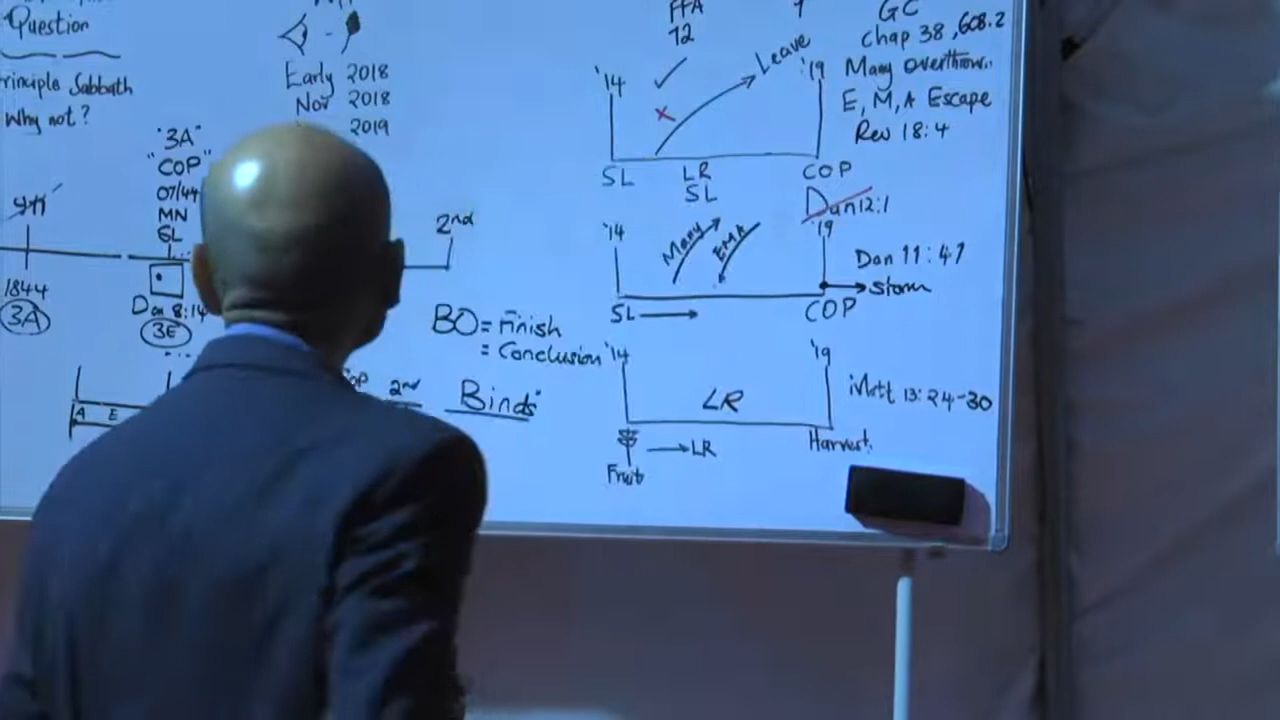 Question
rinciple Sabbath
Why not?
Early 2018
Nov 2018
2019
"3A"
"COP"
07/44
MN
SL
1844
3A
Dan 8:14
3E
A E
2nd
BO = Finish
= Conclusion
2nd
"Binds"
FFA
12
'14
Leave
'19
SL
LR
SL
COP
GC
Chap 38, 608.2
Many overthrow..
E, M, A Escape
Rev 18:4
Dan 12:1
'14
Many
EMA
'19
SL
COP
Dan 11:41
storm
'14
LR
'19
Fruit
LR
Harvest.
Matt 13:24-30